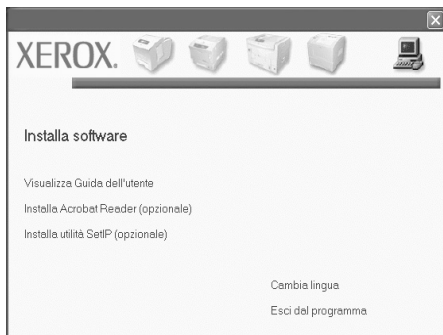 XEROX.
Installa software
Visualizza Guida dell'utente
Installa Acrobat Reader (opzionale)
Installa utilità SetIP (opzionale)
Cambia lingua
Esci dal programma